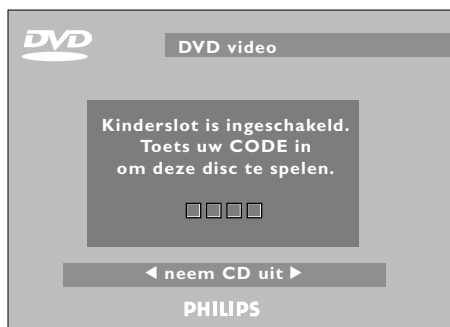 DVD
DVD video
Kinderslot is ingeschakeld.
Toets uw CODE in
om deze disc te spelen.
neem CD uit
PHILIPS